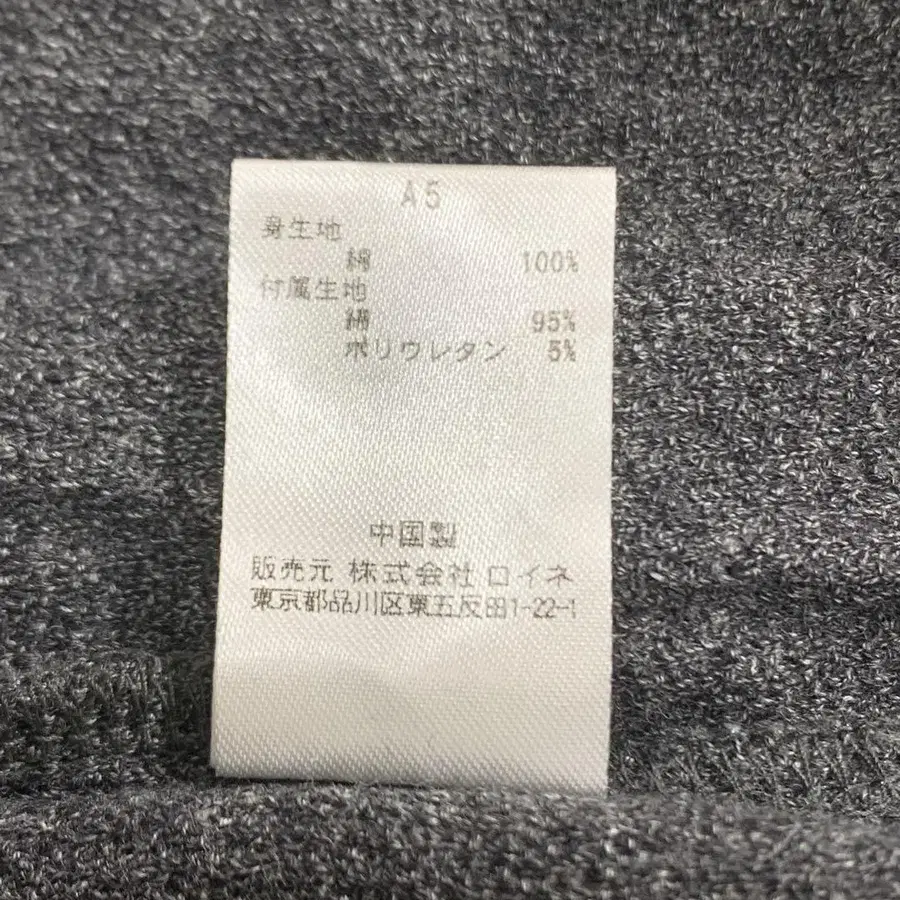 A5
身生地
綿 100%
付属生地
綿 95%
ポリウレタン 5%
中国製
販売元 株式会社 ロイネ
東京都品川区東五反田1-22-1